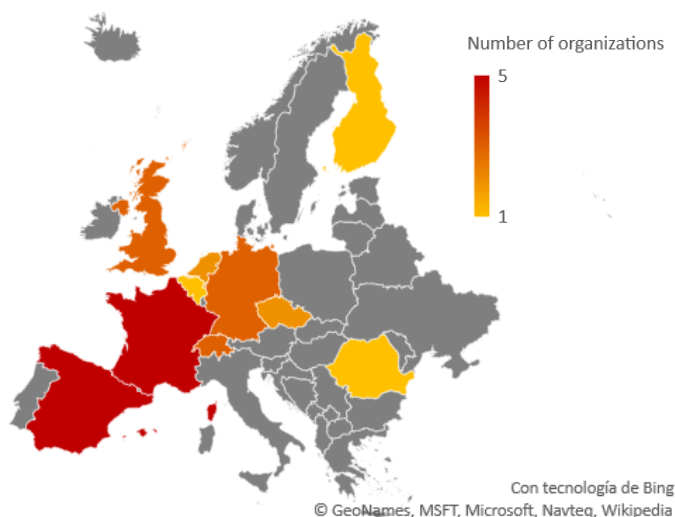 Number of organizations
5
1
Con tecnología de Bing
© GeoNames, MSFT, Microsoft, Navteq, Wikipedia